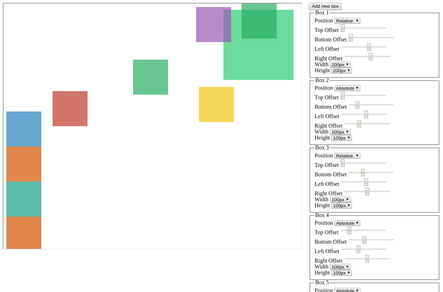 Add new box
Box 1
Position Relative
Top Offset
Bottom Offset
Left Offset
Right Offset
Width 200px
Height 200px
Box 2
Position Absolute
Top Offset
Bottom Offset
Left Offset
Right Offset
Width 100px
Height 100px
Box 3
Position Relative
Top Offset
Bottom Offset
Left Offset
Right Offset
Width 100px
Height 100px
Box 4
Position Absolute
Top Offset
Bottom Offset
Left Offset
Right Offset
Width 100px
Height 100px
Box 5
Position Absolute